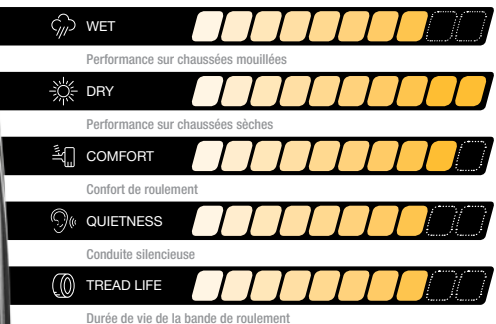 WET
Performance sur chaussées mouillées
DRY
Performance sur chaussées sèches
COMFORT
Confort de roulement
QUIETNESS
Conduite silencieuse
TREAD LIFE
Durée de vie de la bande de roulement